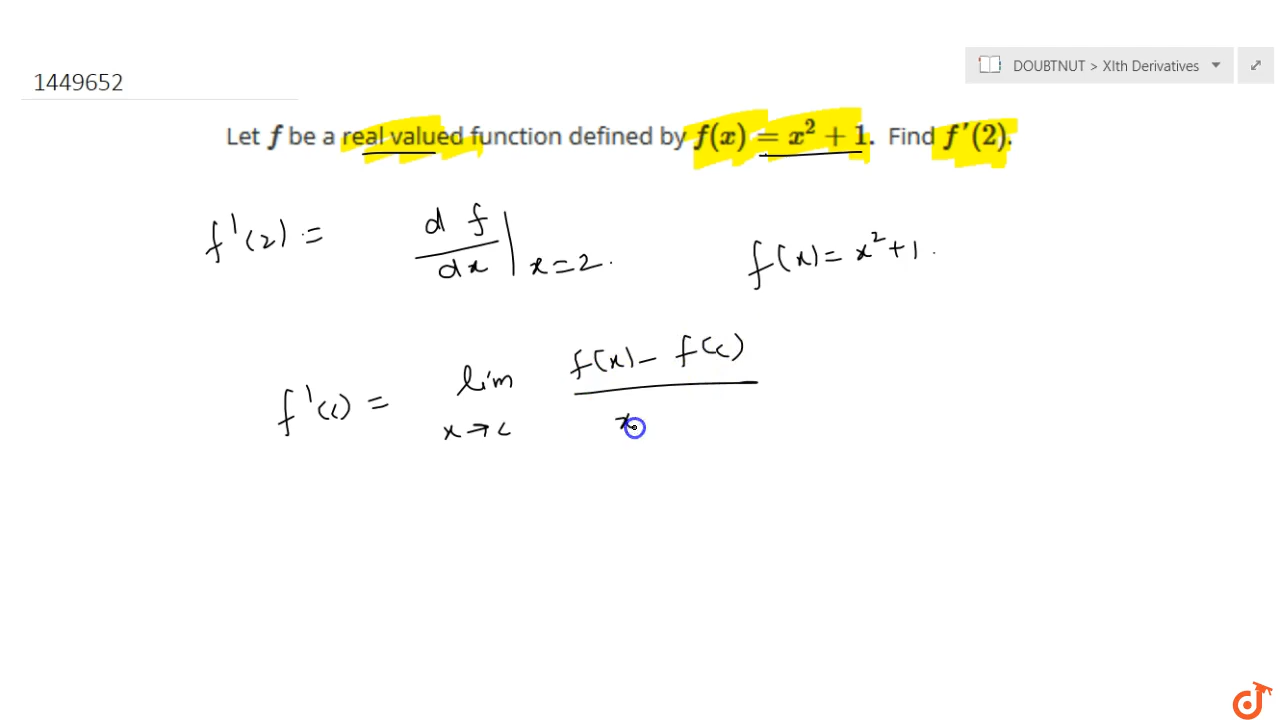 1449652
DOUBTNUT > XIth Derivatives
Let f be a real valued function defined by f(x) = x² + 1. Find f'(2).
f'(2) = df/dx | x=2.
f(x) = x² + 1.
f'(c) = lim x→c f(x) - f(c) / x